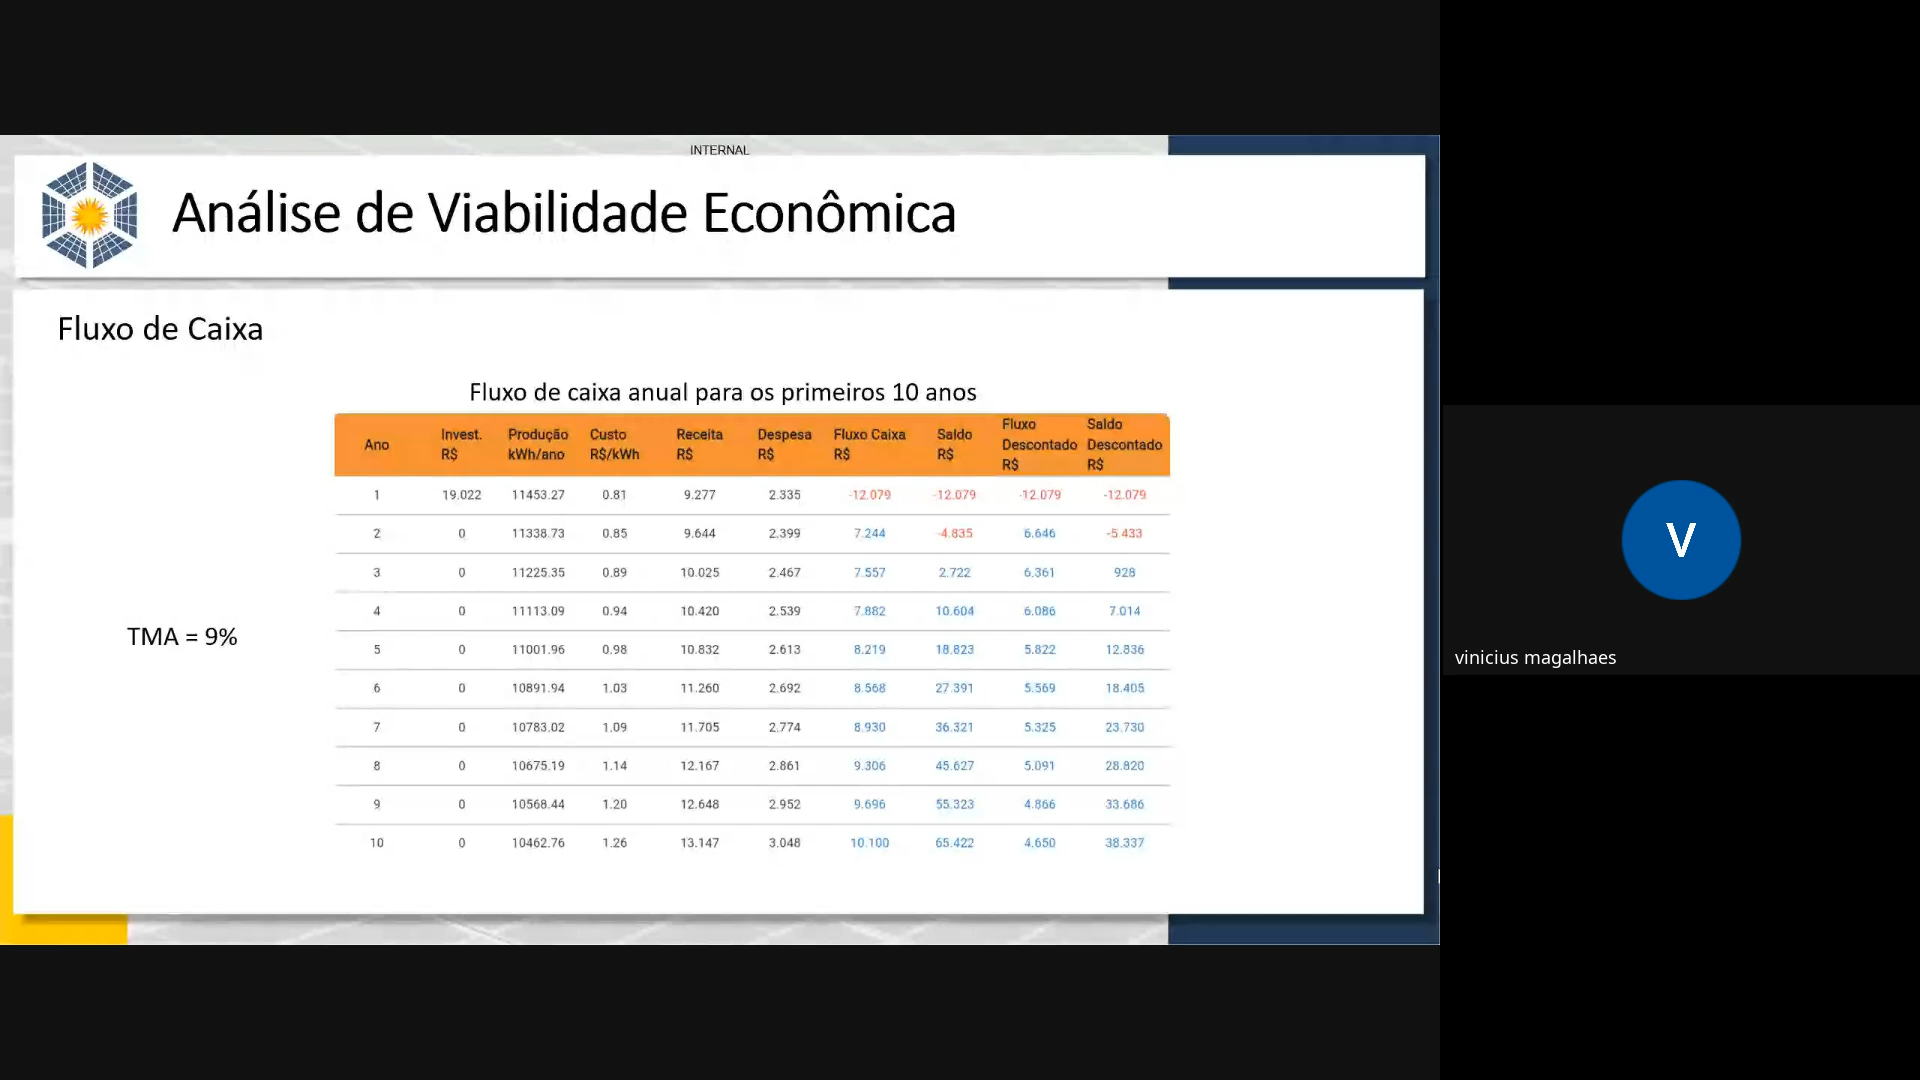 INTERNAL
Análise de Viabilidade Econômica
Fluxo de Caixa
Fluxo de caixa anual para os primeiros 10 anos
Ano Invest. R$ Produção kWh/ano Custo R$/kWh Receita R$ Despesa R$ Fluxo Caixa R$ Saldo R$ Fluxo Descontado R$ Saldo Descontado R$
1 19.022 11453.27 0.81 9.277 2.335 -12.079 -12.079 -12.079 -12.079
2 0 11338.73 0.85 9.644 2.399 7.244 -4.835 6.646 -5.433
3 0 11225.35 0.89 10.025 2.467 7.557 2.722 6.361 928
4 0 11113.09 0.94 10.420 2.539 7.882 10.604 6.086 7.014
TMA = 9%
5 0 11001.96 0.98 10.832 2.613 8.219 18.823 5.822 12.836
6 0 10891.94 1.03 11.260 2.692 8.568 27.391 5.569 18.405
7 0 10783.02 1.09 11.705 2.774 8.930 36.321 5.325 23.730
8 0 10675.19 1.14 12.167 2.861 9.306 45.627 5.091 28.820
9 0 10568.44 1.20 12.648 2.952 9.696 55.323 4.866 33.686
10 0 10462.76 1.26 13.147 3.048 10.100 65.422 4.650 38.337
V
vinicius magalhaes